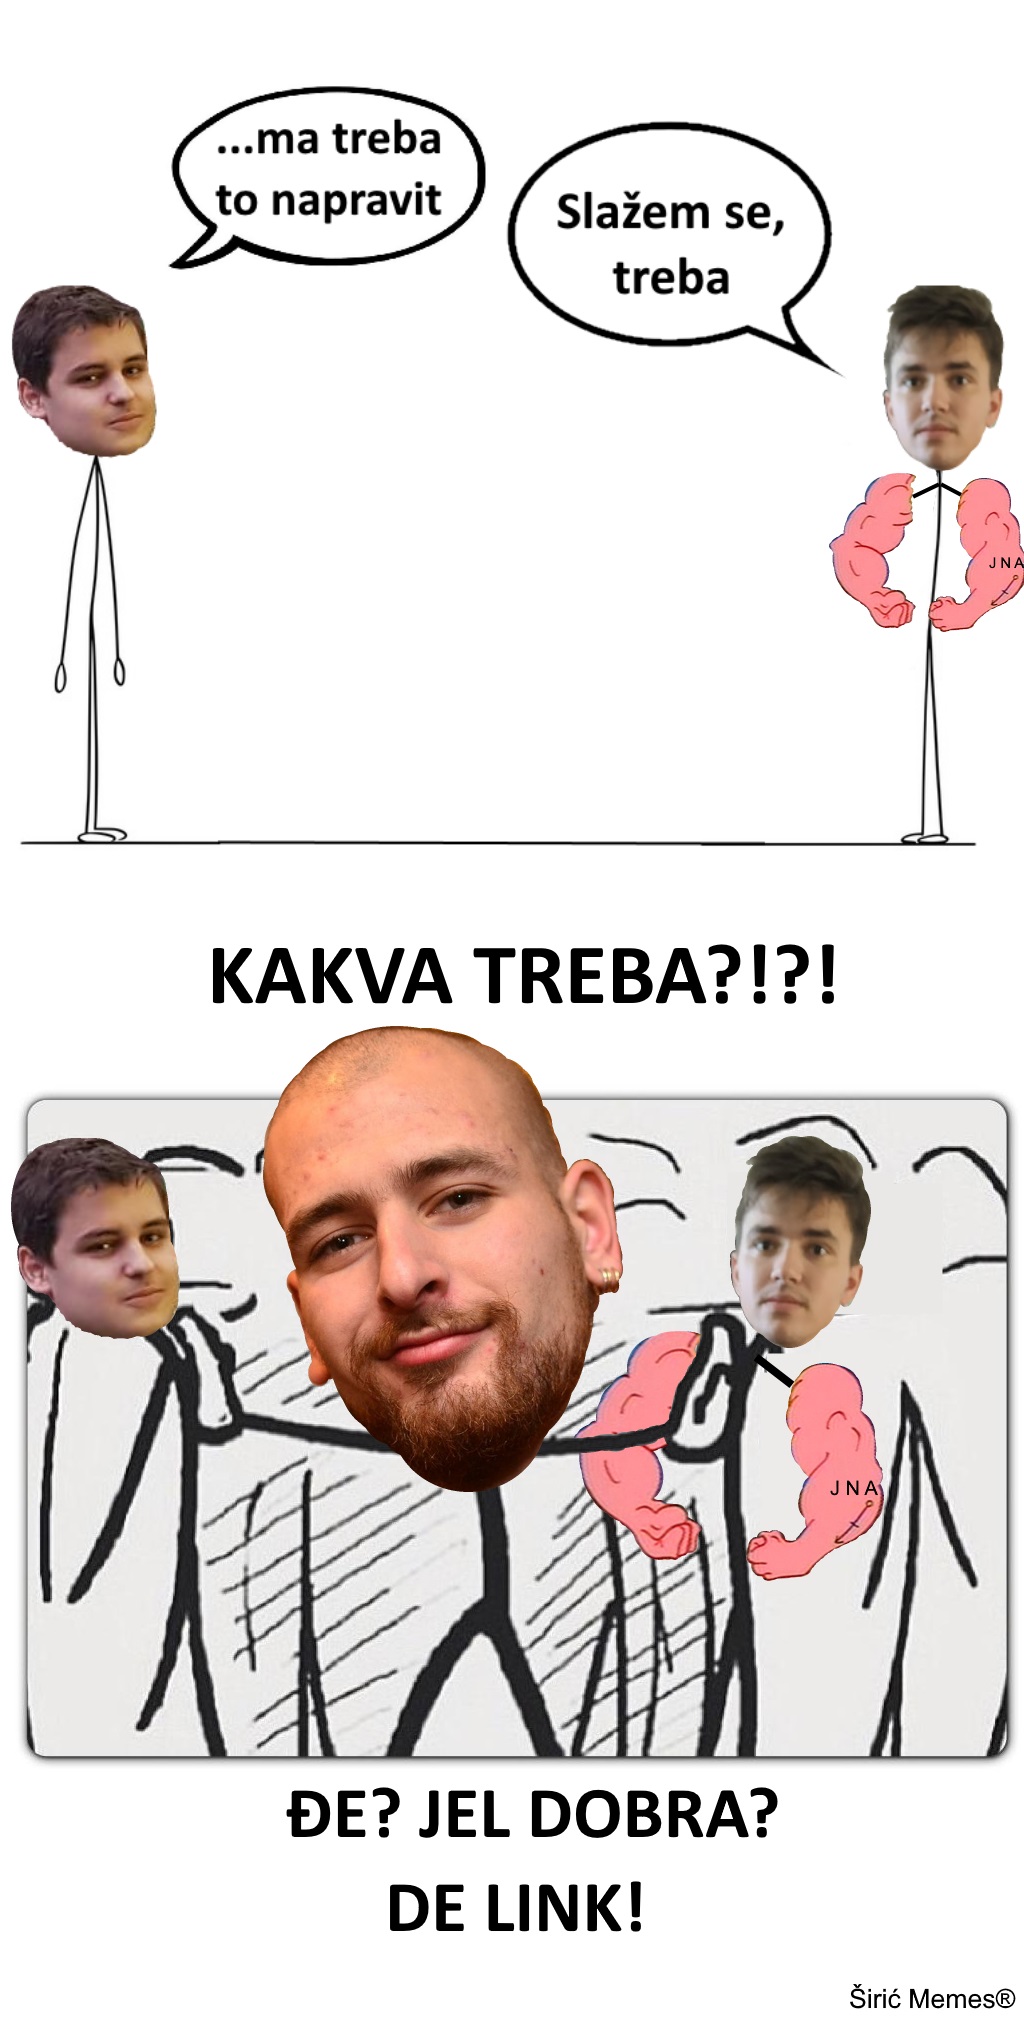 ...ma treba
to napravit
Slažem se,
treba
JNA
KAKVA TREBA?!?!
JNA
ĐE? JEL DOBRA?
DE LINK!
Širić Memes®